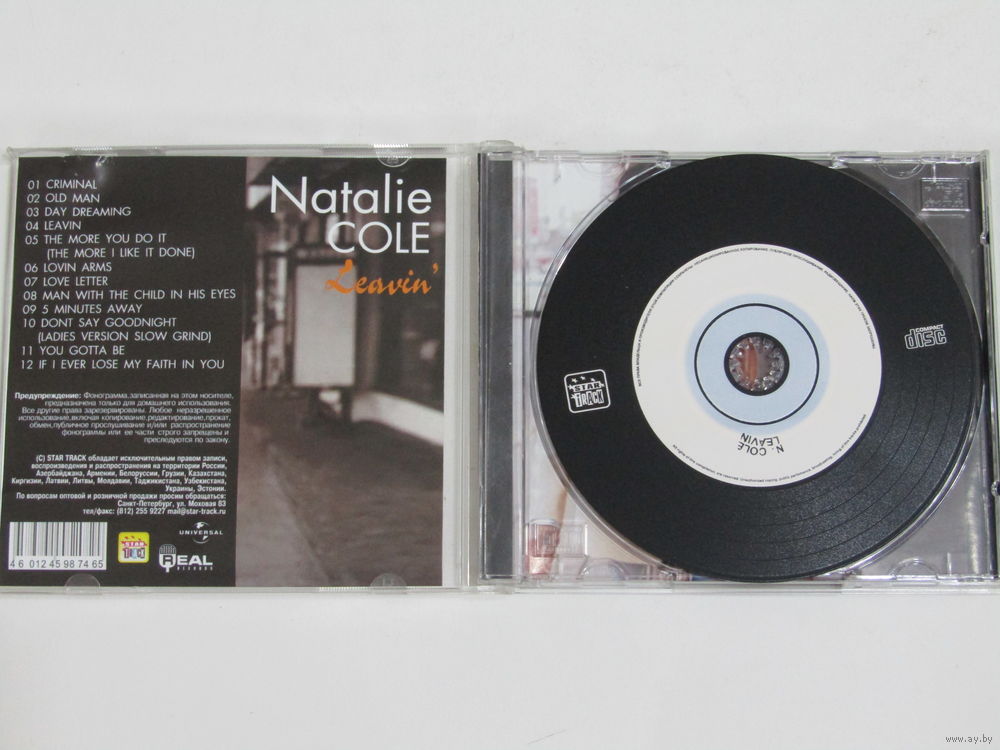 01 CRIMINAL
02 OLD MAN
03 DAY DREAMING
04 LEAVIN
05 THE MORE YOU DO IT
(THE MORE I LIKE IT DONE)
06 LOVIN ARMS
07 LOVE LETTER
08 MAN WITH THE CHILD IN HIS EYES
09 5 MINUTES AWAY
10 DONT SAY GOODNIGHT
(LADIES VERSION SLOW GRIND)
11 YOU GOTTA BE
12 IF I EVER LOSE MY FAITH IN YOU
Предупреждение: Фонограмма,записанная на этом носителе,
предназначена только для домашнего использования.
Все другие права зарезервированы. Любое неразрешенное
использование,включая копирование,редактирование,прокат,
обмен,публичное прослушивание и/или распространение
фонограммы или ее части строго запрещены и
преследуются по закону.
(C) STAR TRACK обладает исключительным правом записи,
воспроизведения и распространения на территории России,
Азербайджана, Армении, Белоруссии, Грузии, Казахстана,
Киргизии, Латвии, Литвы, Молдавии, Таджикистана, Узбекистана,
Украины, Эстонии.
По вопросам оптовой и розничной продажи просим обращаться:
Санкт-Петербург, ул. Моховая 63
тел/факс: (812) 255 9227 mail@star-track.ru
4 601245 987465
STAR TRACK
UNIVERSAL
REAL
RECORDS
Natalie
COLE
Leavin'
STAR
TRACK
COMPACT
disc
N. COLE
LEAVIN
www.ay.by